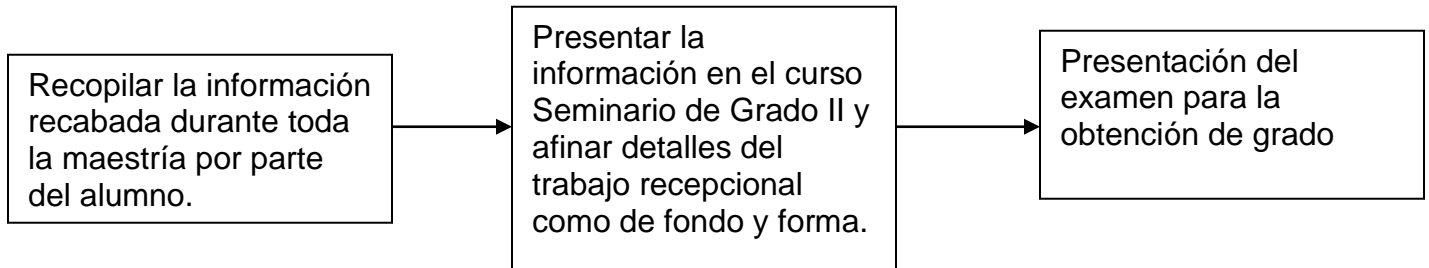 Recopilar la información
recabada durante toda
la maestría por parte
del alumno.
Presentar la
información en el curso
Seminario de Grado II y
afinar detalles del
trabajo recepcional
como de fondo y forma.
Presentación del
examen para la
obtención de grado